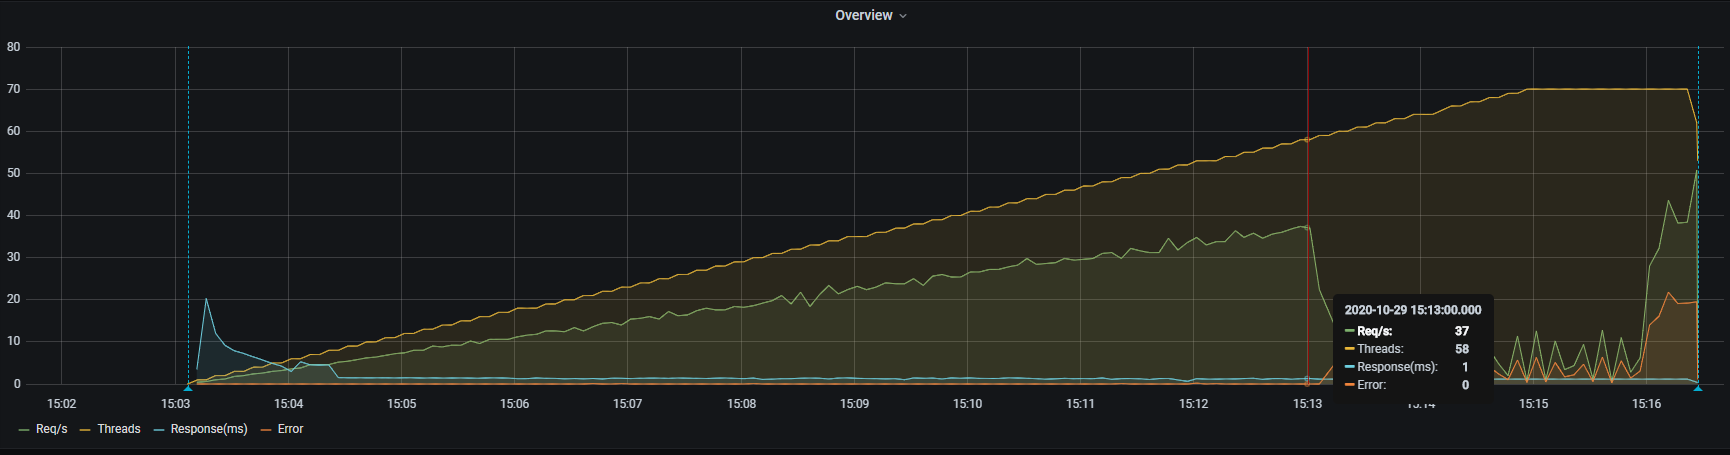 Overview
80
70
60
50
40
30
20
10
0
2020-10-29 15:13:00.000
Req/s: 37
Threads: 58
Response(ms): 1
Error: 0
15:02 15:03 15:04 15:05 15:06 15:07 15:08 15:09 15:10 15:11 15:12 15:13 15:14 15:15 15:16
Req/s Threads Response(ms) Error